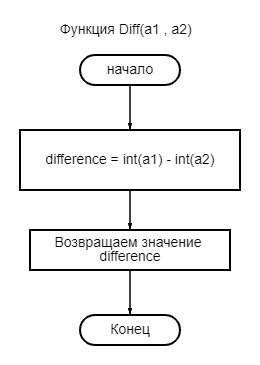 Функция Diff(a1 , a2)
начало
difference = int(a1) - int(a2)
Возвращаем значение
difference
Конец